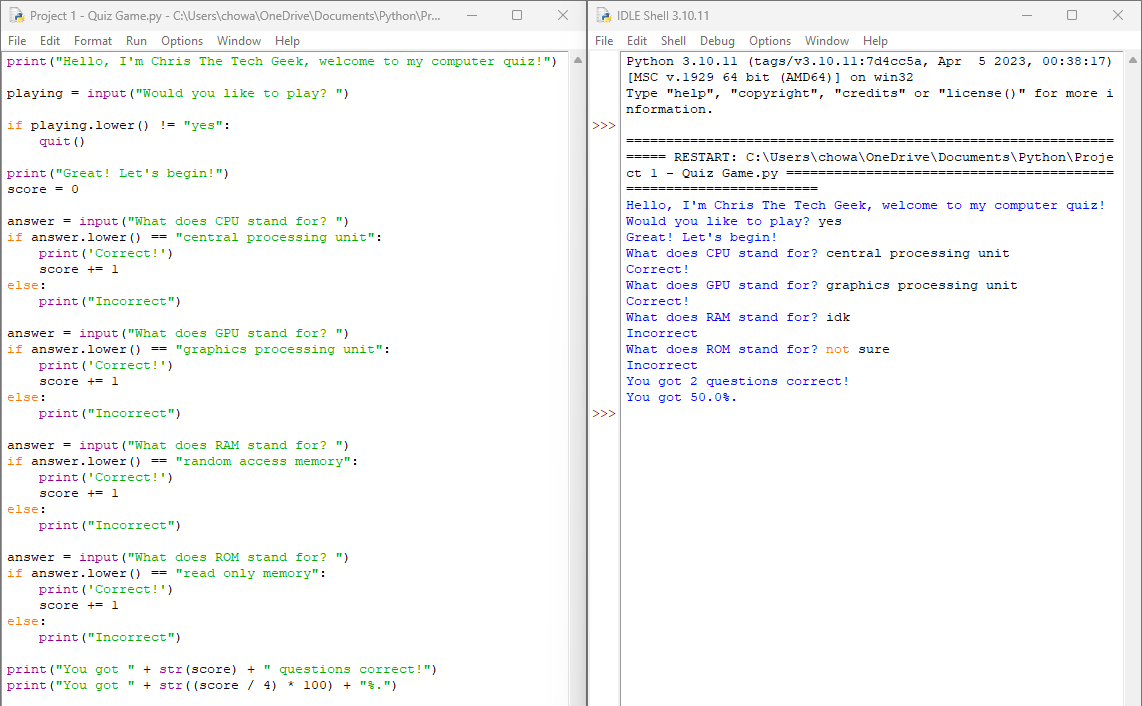 Project 1 - Quiz Game.py - C:\Users\chowa\OneDrive\Documents\Python\Pr...
File Edit Format Run Options Window Help
print("Hello, I'm Chris The Tech Geek, welcome to my computer quiz!")

playing = input("Would you like to play? ")

if playing.lower() != "yes":
    quit()

print("Great! Let's begin!")
score = 0

answer = input("What does CPU stand for? ")
if answer.lower() == "central processing unit":
    print('Correct!')
    score += 1
else:
    print("Incorrect")

answer = input("What does GPU stand for? ")
if answer.lower() == "graphics processing unit":
    print('Correct!')
    score += 1
else:
    print("Incorrect")

answer = input("What does RAM stand for? ")
if answer.lower() == "random access memory":
    print('Correct!')
    score += 1
else:
    print("Incorrect")

answer = input("What does ROM stand for? ")
if answer.lower() == "read only memory":
    print('Correct!')
    score += 1
else:
    print("Incorrect")

print("You got " + str(score) + " questions correct!")
print("You got " + str((score / 4) * 100) + "%.")
IDLE Shell 3.10.11
File Edit Shell Debug Options Window Help
Python 3.10.11 (tags/v3.10.11:7d4cc5a, Apr  5 2023, 00:38:17)
[MSC v.1929 64 bit (AMD64)] on win32
Type "help", "copyright", "credits" or "license()" for more i
nformation.
>>>
=============================================================
===== RESTART: C:\Users\chowa\OneDrive\Documents\Python\Proje
ct 1 - Quiz Game.py =========================================
========================
Hello, I'm Chris The Tech Geek, welcome to my computer quiz!
Would you like to play? yes
Great! Let's begin!
What does CPU stand for? central processing unit
Correct!
What does GPU stand for? graphics processing unit
Correct!
What does RAM stand for? idk
Incorrect
What does ROM stand for? not sure
Incorrect
You got 2 questions correct!
You got 50.0%.
>>>